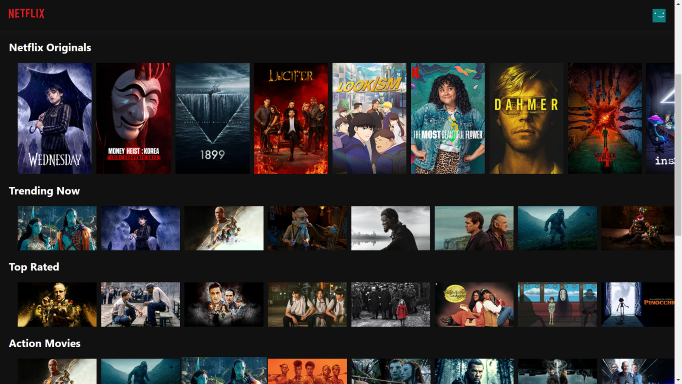 NETFLIX
Netflix Originals
WEDNESDAY
MONEY HEIST: KOREA
1899
LUCIFER
LOOKISM
THE MOST BEAUTIFUL FLOWER
DAHMER
4
Trending Now
Top Rated
PINOCCHIO
Action Movies